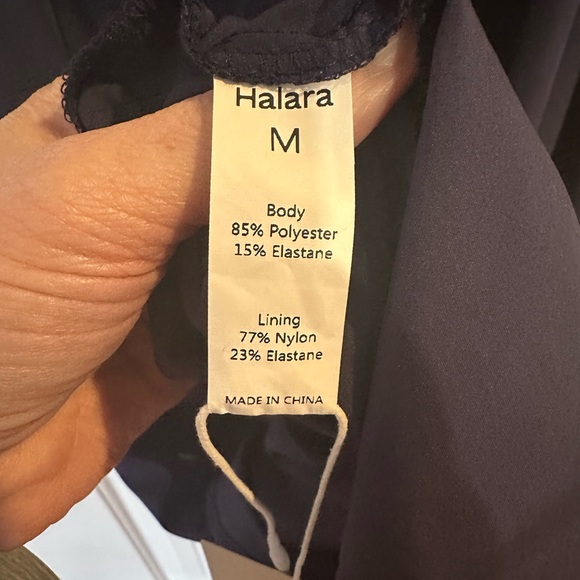 Halara
M
Body
85% Polyester
15% Elastane
Lining
77% Nylon
23% Elastane
MADE IN CHINA